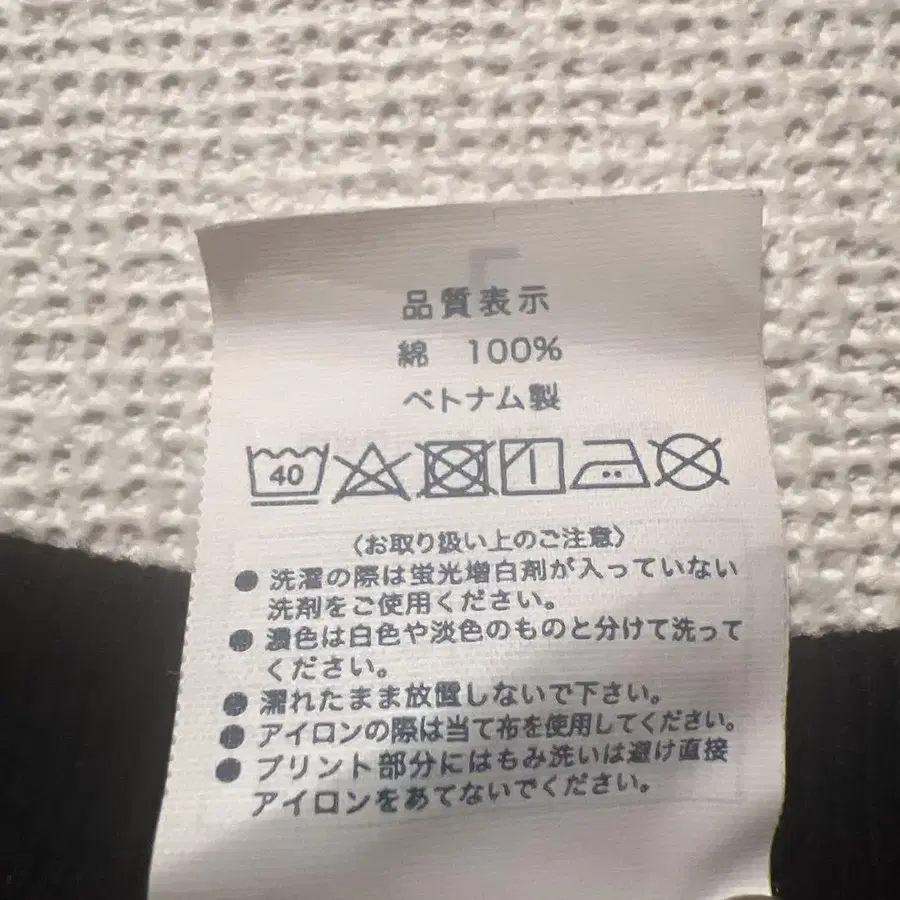 品質表示
綿 100%
ベトナム製
40
〈お取り扱い上のご注意〉
● 洗濯の際は蛍光増白剤が入っていない
洗剤をご使用ください。
● 濃色は白色や淡色のものと分けて洗って
ください。
● 濡れたまま放置しないで下さい。
● アイロンの際は当て布を使用してください。
● プリント部分にはもみ洗いは避け直接
アイロンをあてないでください。